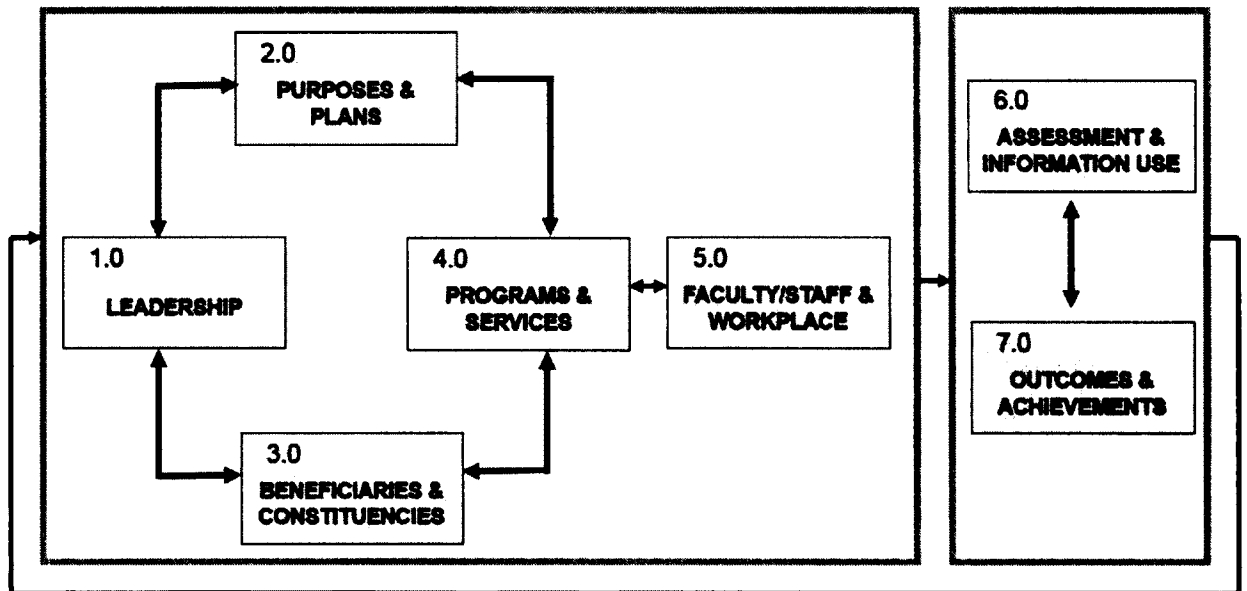 2.0
PURPOSES &
PLANS
1.0
LEADERSHIP
4.0
PROGRAMS &
SERVICES
5.0
FACULTY/STAFF &
WORKPLACE
3.0
BENEFICIARIES &
CONSTITUENCIES
6.0
ASSESSMENT &
INFORMATION USE
7.0
OUTCOMES &
ACHIEVEMENTS